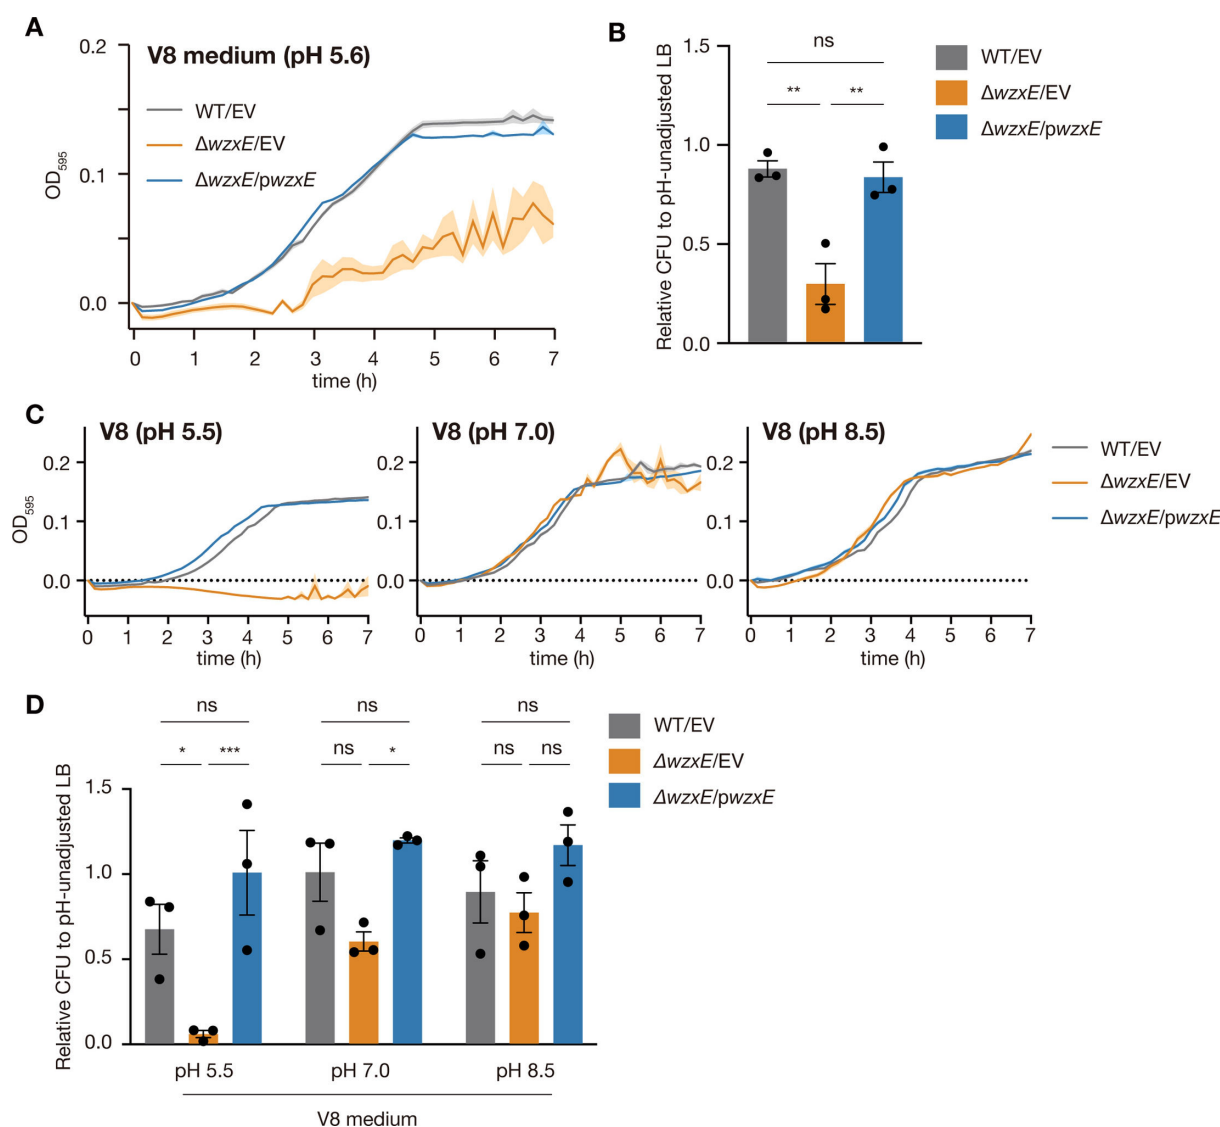 A
V8 medium (pH 5.6)
WT/EV
ΔwzxE/EV
ΔwzxE/pwzxE
OD595
0.2
0.1
0.0
0 1 2 3 4 5 6 7
time (h)
B
Relative CFU to pH-unadjusted LB
1.5
1.0
0.5
0.0
ns
** **
WT/EV
ΔwzxE/EV
ΔwzxE/pwzxE
C
V8 (pH 5.5)
OD595
0.2
0.1
0.0
0 1 2 3 4 5 6 7
time (h)
V8 (pH 7.0)
0.2
0.1
0.0
0 1 2 3 4 5 6 7
time (h)
V8 (pH 8.5)
0.2
0.1
0.0
0 1 2 3 4 5 6 7
time (h)
WT/EV
ΔwzxE/EV
ΔwzxE/pwzxE
D
Relative CFU to pH-unadjusted LB
1.5
1.0
0.5
0.0
ns ns ns
* *** ns * ns ns
WT/EV
ΔwzxE/EV
ΔwzxE/pwzxE
pH 5.5 pH 7.0 pH 8.5
V8 medium